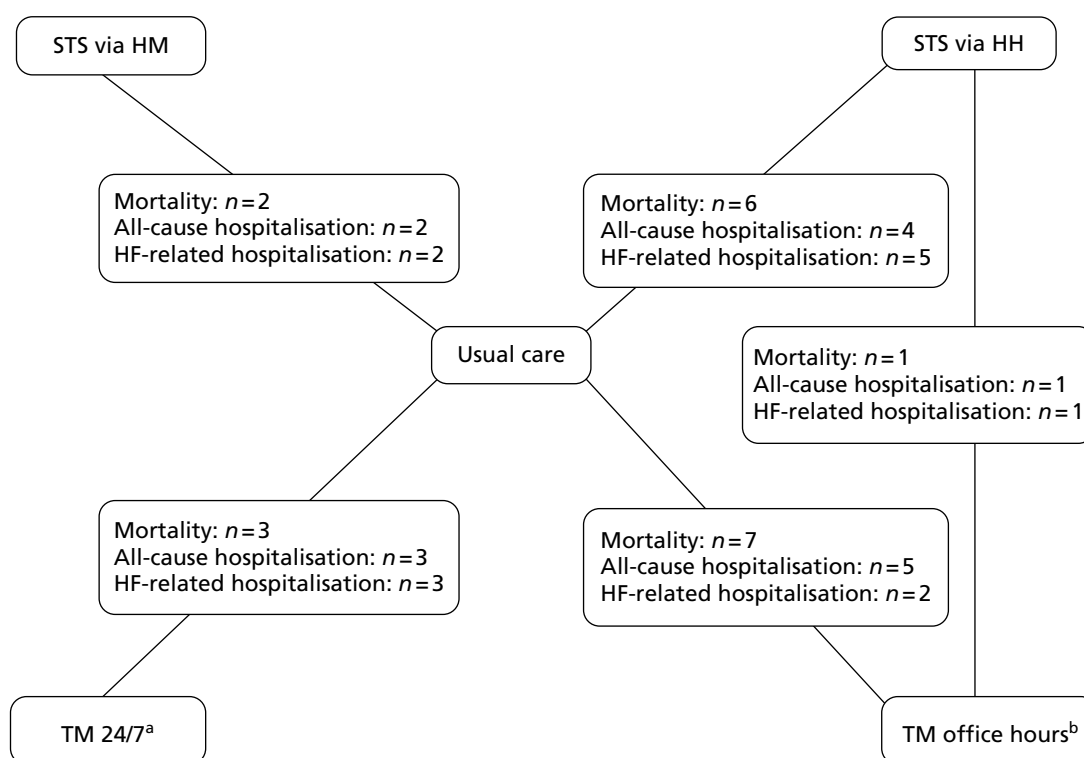 STS via HM
STS via HH
Mortality: n=2
All-cause hospitalisation: n=2
HF-related hospitalisation: n=2
Mortality: n=6
All-cause hospitalisation: n=4
HF-related hospitalisation: n=5
Usual care
Mortality: n=1
All-cause hospitalisation: n=1
HF-related hospitalisation: n=1
Mortality: n=3
All-cause hospitalisation: n=3
HF-related hospitalisation: n=3
Mortality: n=7
All-cause hospitalisation: n=5
HF-related hospitalisation: n=2
TM 24/7ᵃ
TM office hoursᵇ